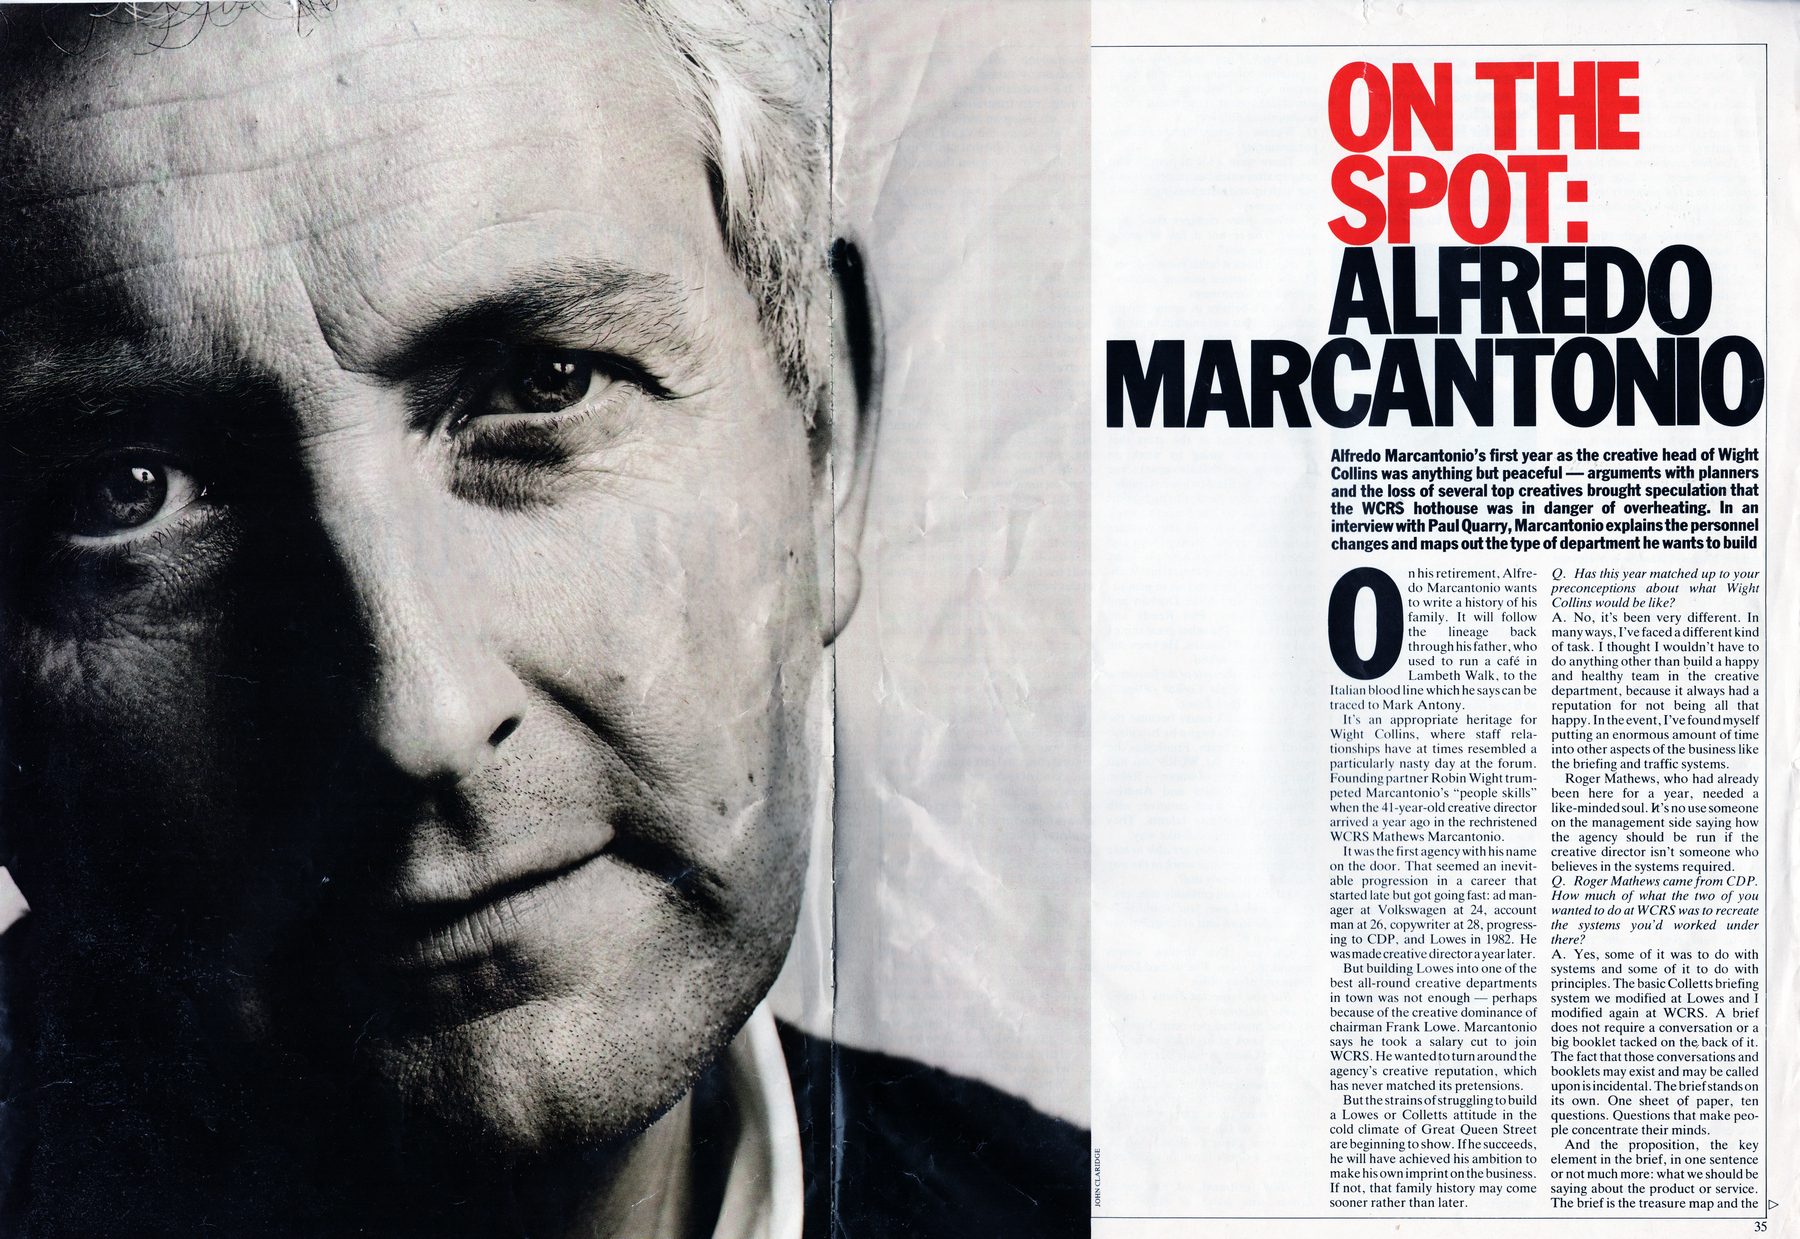 ON THE
SPOT:
ALFREDO
MARCANTONIO
Alfredo Marcantonio's first year as the creative head of Wight
Collins was anything but peaceful — arguments with planners
and the loss of several top creatives brought speculation that
the WCRS hothouse was in danger of overheating. In an
interview with Paul Quarry, Marcantonio explains the personnel
changes and maps out the type of department he wants to build
On his retirement, Alfre-
do Marcantonio wants
to write a history of his
family. It will follow
the lineage back
through his father, who
used to run a café in
Lambeth Walk, to the
Italian blood line which he says can be
traced to Mark Antony.
It's an appropriate heritage for
Wight Collins, where staff rela-
tionships have at times resembled a
particularly nasty day at the forum.
Founding partner Robin Wight trum-
peted Marcantonio's "people skills"
when the 41-year-old creative director
arrived a year ago in the rechristened
WCRS Mathews Marcantonio.
It was the first agency with his name
on the door. That seemed an inevit-
able progression in a career that
started late but got going fast: ad man-
ager at Volkswagen at 24, account
man at 26, copywriter at 28, progress-
ing to CDP, and Lowes in 1982. He
was made creative director a year later.
But building Lowes into one of the
best all-round creative departments
in town was not enough — perhaps
because of the creative dominance of
chairman Frank Lowe. Marcantonio
says he took a salary cut to join
WCRS. He wanted to turn around the
agency's creative reputation, which
has never matched its pretensions.
But the strains of struggling to build
a Lowes or Colletts attitude in the
cold climate of Great Queen Street
are beginning to show. If he succeeds,
he will have achieved his ambition to
make his own imprint on the business.
If not, that family history may come
sooner rather than later.
Q. Has this year matched up to your
preconceptions about what Wight
Collins would be like?
A. No, it's been very different. In
many ways, I've faced a different kind
of task. I thought I wouldn't have to
do anything other than build a happy
and healthy team in the creative
department, because it always had a
reputation for not being all that
happy. In the event, I've found myself
putting an enormous amount of time
into other aspects of the business like
the briefing and traffic systems.
Roger Mathews, who had already
been here for a year, needed a
like-minded soul. It's no use someone
on the management side saying how
the agency should be run if the
creative director isn't someone who
believes in the systems required.
Q. Roger Mathews came from CDP.
How much of what the two of you
wanted to do at WCRS was to recreate
the systems you'd worked under
there?
A. Yes, some of it was to do with
systems and some of it to do with
principles. The basic Colletts briefing
system we modified at Lowes and I
modified again at WCRS. A brief
does not require a conversation or a
big booklet tacked on the back of it.
The fact that those conversations and
booklets may exist and may be called
upon is incidental. The brief stands on
its own. One sheet of paper, ten
questions. Questions that make peo-
ple concentrate their minds.
And the proposition, the key
element in the brief, in one sentence
or not much more: what we should be
saying about the product or service.
The brief is the treasure map and the
JOHN CLARIDGE
35